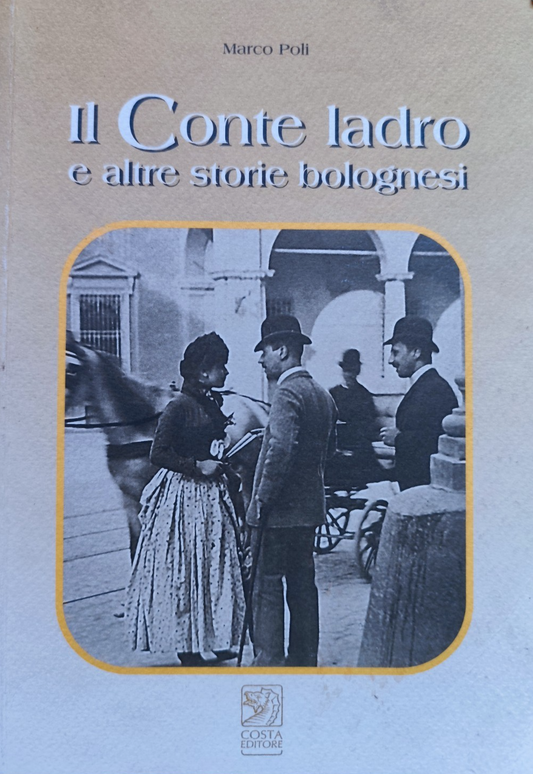 Marco Poli
Il Conte ladro
e altre storie bolognesi
COSTA
EDITORE